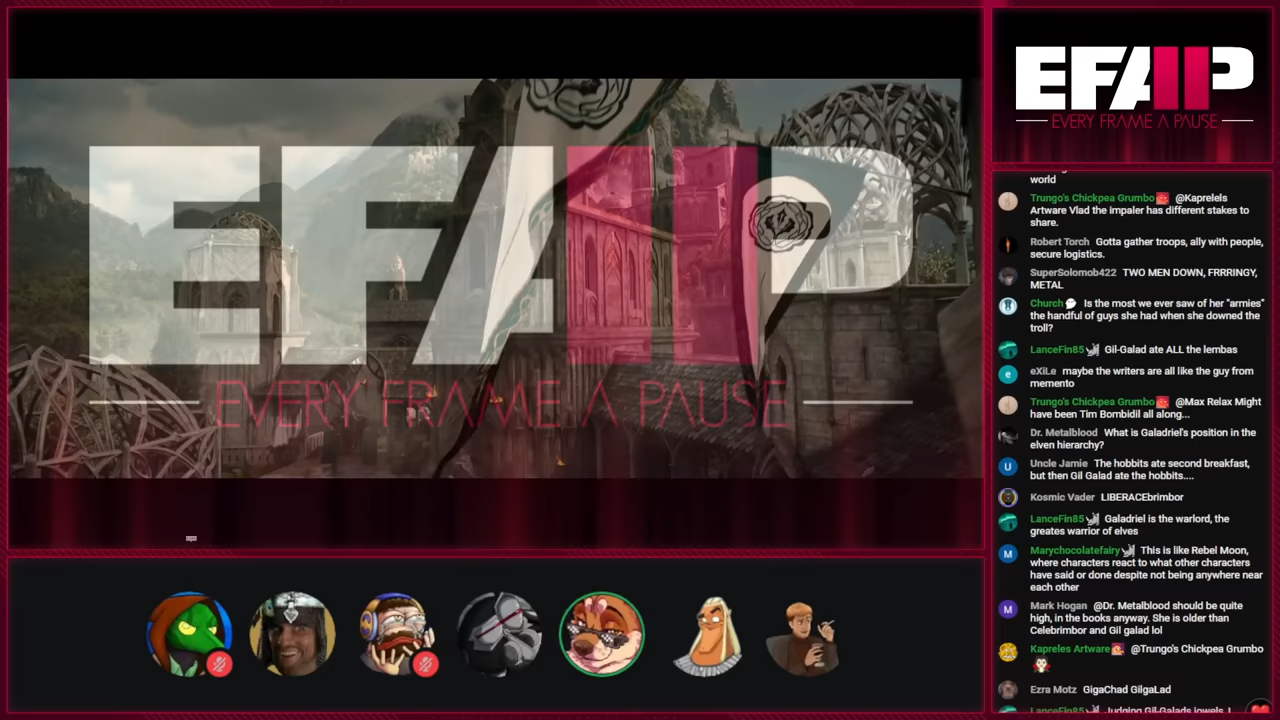 EFAP
EVERY FRAME A PAUSE
EFAP
EVERY FRAME A PAUSE
world
Trungo's Chickpea Grumbo @Kaprelels
Artware Vlad the Impaler has different stakes to
share.
Robert Torch Gotta gather troops, ally with people,
secure logistics.
SuperSolomob422 TWO MEN DOWN, FRRRINGY,
METAL
Church Is the most we ever saw of her "armies"
the handful of guys she had when she downed the
troll?
LanceFin85 Gil-Galad ate ALL the lembas
eXiLe maybe the writers are all like the guy from
memento
Trungo's Chickpea Grumbo @Max Relax Might
have been Tim Bombidil all along...
Dr. Metalblood What is Galadriel's position in the
elven hierarchy?
Uncle Jamie The hobbits ate second breakfast,
but then Gil Galad ate the hobbits....
Kosmic Vader LIBERACEbrimbor
LanceFin85 Galadriel is the warlord, the
greates warrior of elves
Marychocolatefairy This is like Rebel Moon,
where characters react to what other characters
have said or done despite not being anywhere near
each other
Mark Hogan @Dr. Metalblood should be quite
high, in the books anyway. She is older than
Celebrimbor and Gil galad lol
Kapreles Artware @Trungo's Chickpea Grumbo
Ezra Motz GigaChad GilgaLad
LanceFin85 Judging Gil-Galads jowels, I